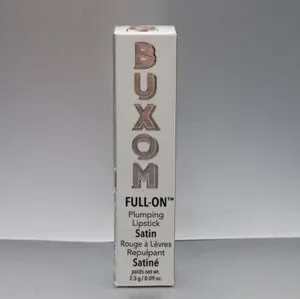 BUXOM
FULL-ON™
Plumping
Lipstick
Satin
Rouge à Lèvres
Repulpant
Satiné
poids net wt.
2.5 g / 0.09 oz.